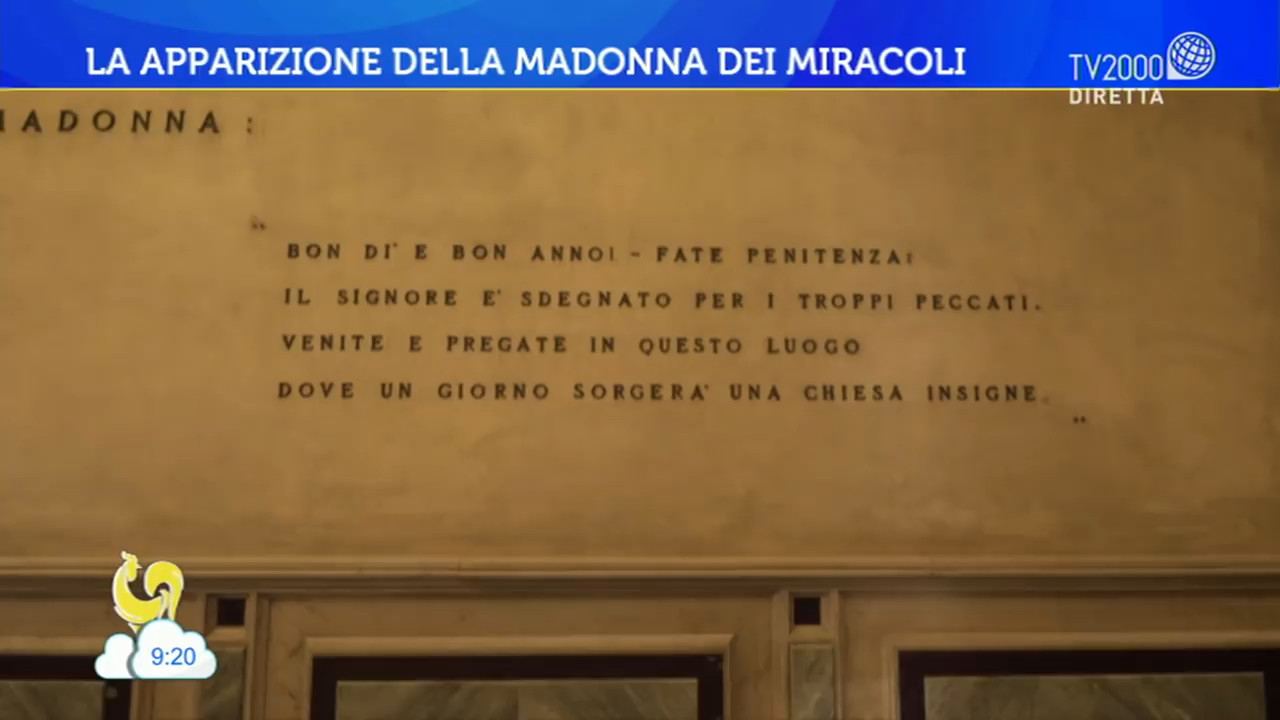 LA APPARIZIONE DELLA MADONNA DEI MIRACOLI
TV2000
DIRETTA
MADONNA :
"
BON DI' E BON ANNO! - FATE PENITENZA:
IL SIGNORE E' SDEGNATO PER I TROPPI PECCATI.
VENITE E PREGATE IN QUESTO LUOGO
DOVE UN GIORNO SORGERA' UNA CHIESA INSIGNE.
"
9:20